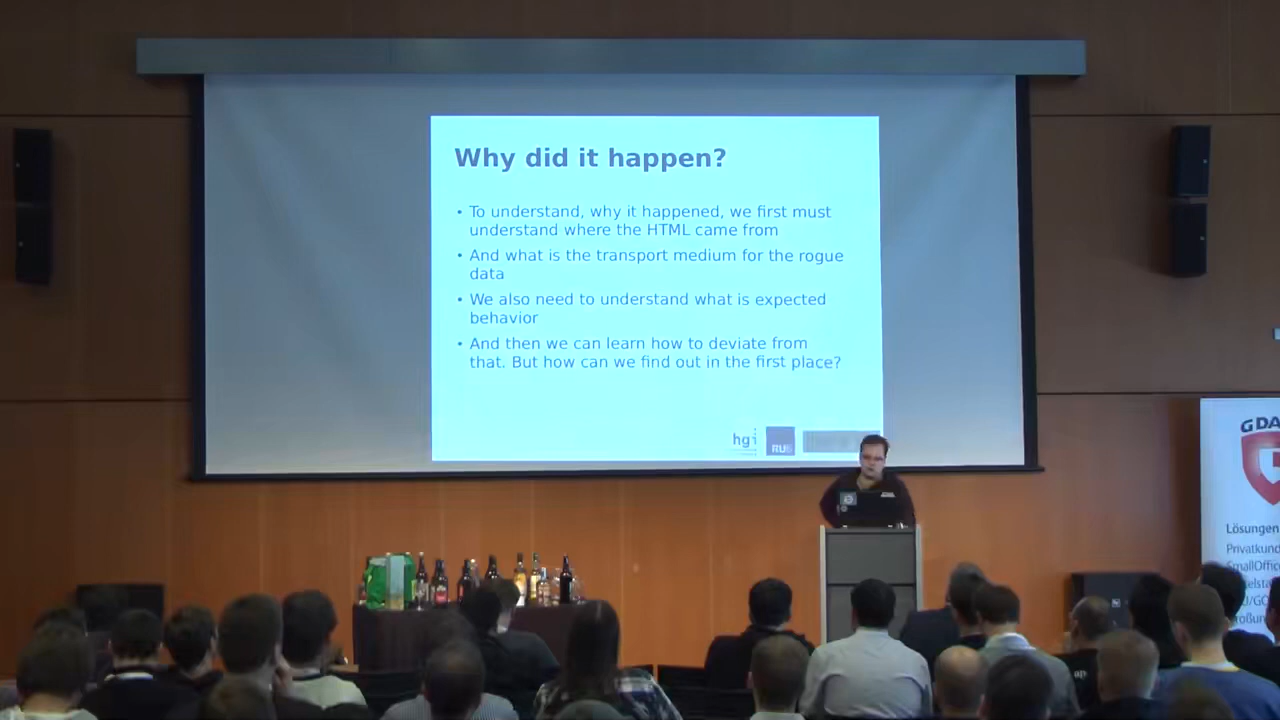 Why did it happen?
• To understand, why it happened, we first must
understand where the HTML came from
• And what is the transport medium for the rogue
data
• We also need to understand what is expected
behavior
• And then we can learn how to deviate from
that. But how can we find out in the first place?
hgi
RUB
G DA
Lösungen
Privatkund
SmallOffic